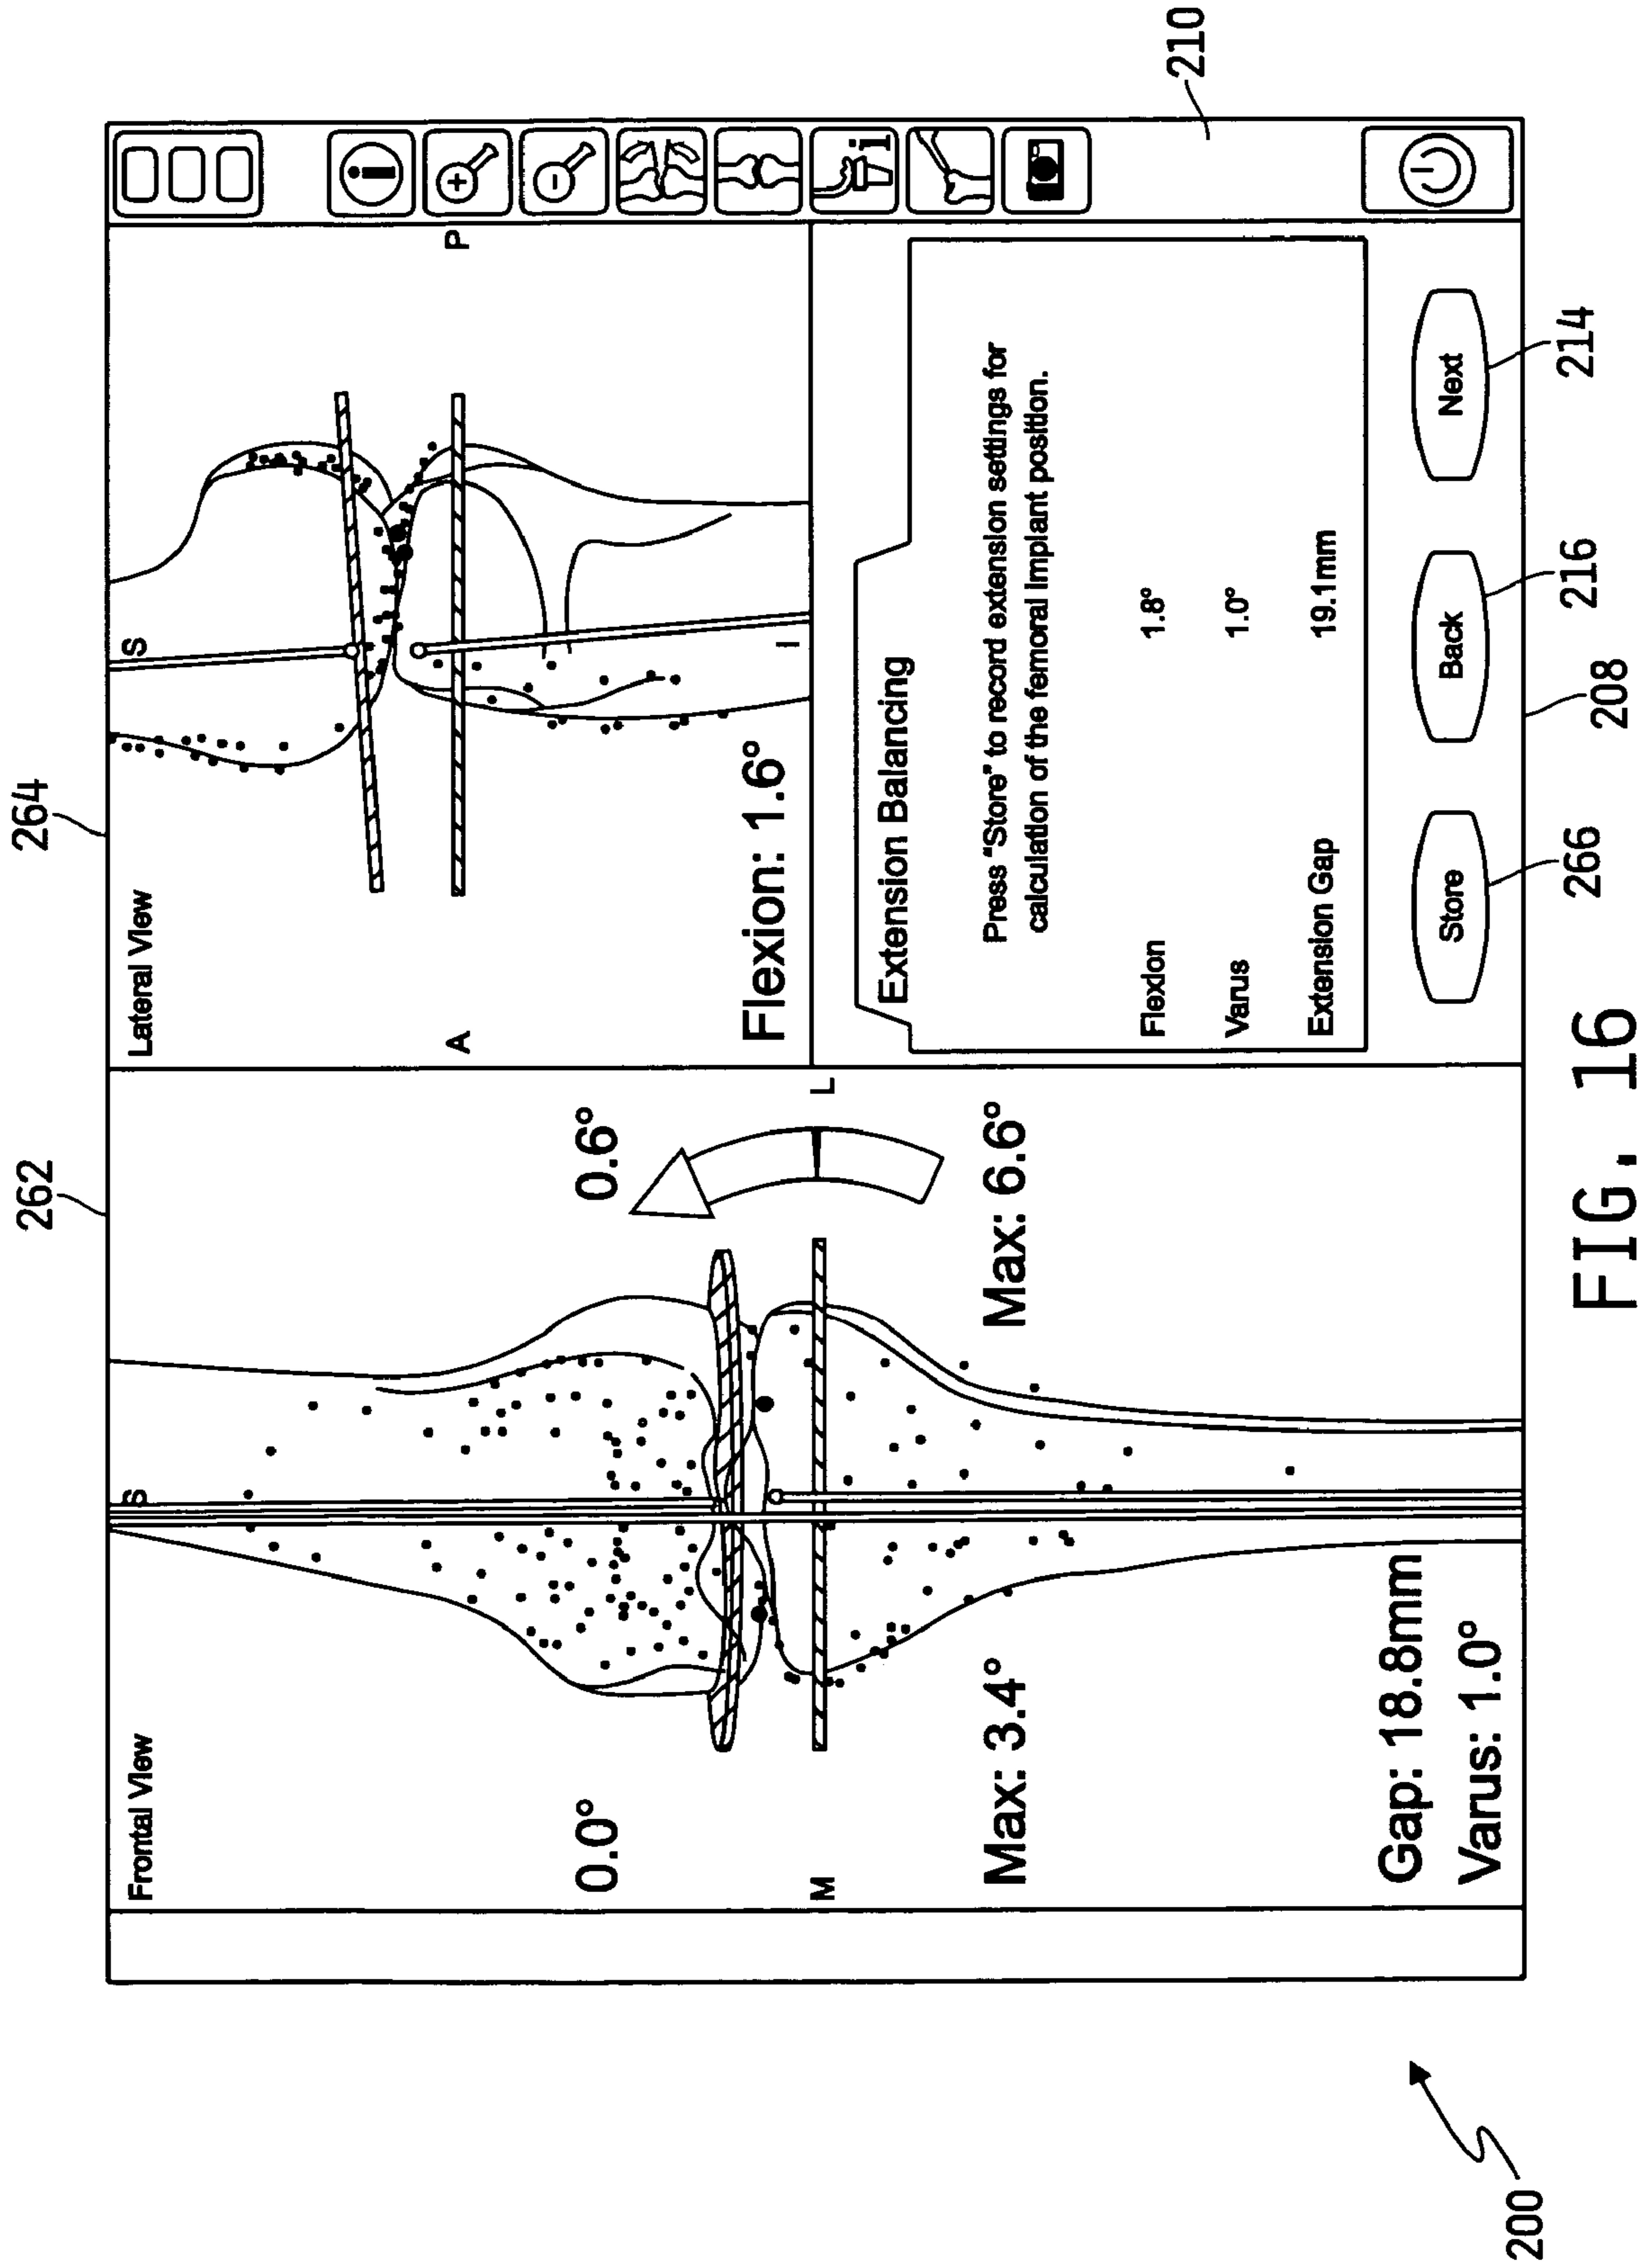 262
264
Frontal View
S
0.0°
0.6°
M
L
Max: 3.4°
Max: 6.6°
Gap: 18.8mm
Varus: 1.0°
Lateral View
S
A
P
Flexion: 1.6°
I
Extension Balancing
Press "Store" to record extension settings for
calculation of the femoral implant position.
Flexion 1.8°
Varus 1.0°
Extension Gap 19.1mm
Store
Back
Next
i
i
210
200
266
208
216
214
FIG. 16